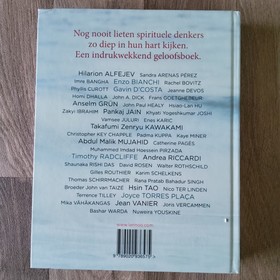 Nog nooit lieten spirituele denkers
zo diep in hun hart kijken.
Een indrukwekkend geloofsboek.
Hilarion ALFEJEV Sandra ARENAS PÉREZ
Imre BANGHA Enzo BIANCHI Rachel BOVITZ
Phyllis CUROTT Gavin D'COSTA Jeanne DEVOS
Homi DHALLA John A. DICK Frans GOETGHEBEUR
Anselm GRÜN John Paul HEALY Hsiao-Lan HU
Zakyi IBRAHIM Pankaj JAIN Khyati Yogeshkumar JOSHI
Vamsee JULURI Enes KARIC
Takafumi Zenryu KAWAKAMI
Christopher KEY CHAPPLE Padma KUPPA Kaye MINER
Abdul Malik MUJAHID Catherine PAGÈS
Muhammad Imdad Hussain PIRZADA
Timothy RADCLIFFE Andrea RICCARDI
Shaunaka RISHI DAS David ROSEN Walter ROTHSCHILD
Gilles ROUTHIER Karim SCHELKENS
Thomas SCHIRRMACHER Rana Pratab Bahadur SINGH
Broeder John van TAIZÉ Hsin TAO Nico TER LINDEN
Terrence TILLEY Joyce TORRES PLAÇA
Mika VÄHÄKANGAS Jean VANIER Joris VERCAMMEN
Bashar WARDA Nuweira YOUSKINE